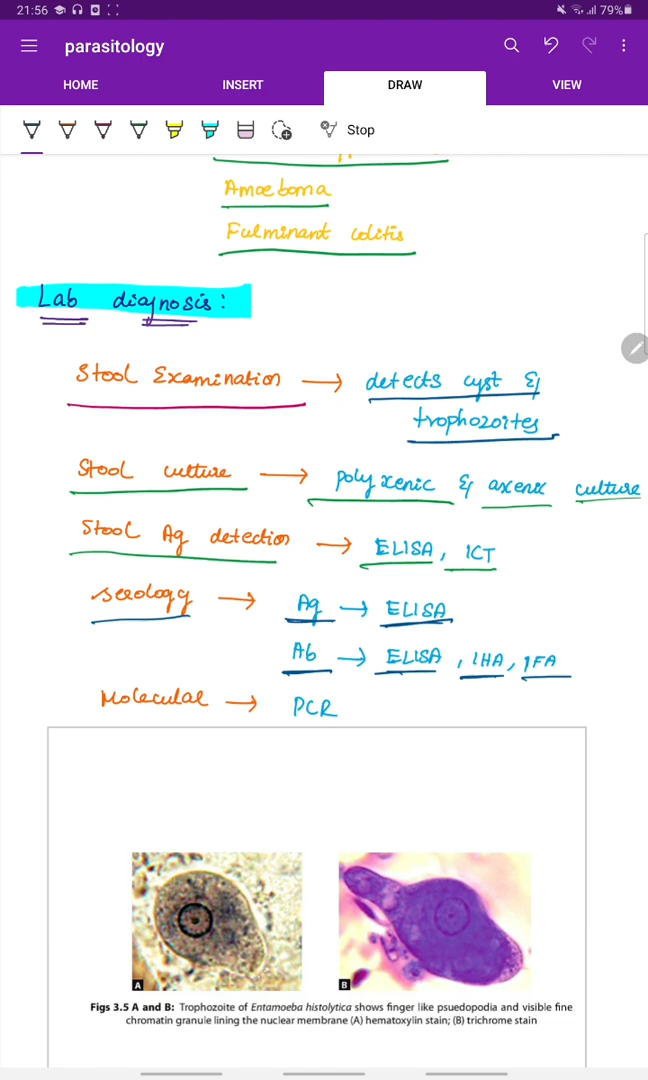 21:56
79%
parasitology
HOME INSERT DRAW VIEW
Stop
Amoeboma
Fulminant colitis
Lab diagnosis:
Stool Examination → detects cyst &
trophozoites
Stool culture → polyxenic & axenic culture
Stool Ag detection → ELISA, ICT
serology → Ag → ELISA
Ab → ELISA, IHA, IFA
Molecular → PCR
A
B
Figs 3.5 A and B: Trophozoite of Entamoeba histolytica shows finger like psuedopodia and visible fine
chromatin granule lining the nuclear membrane (A) hematoxylin stain; (B) trichrome stain